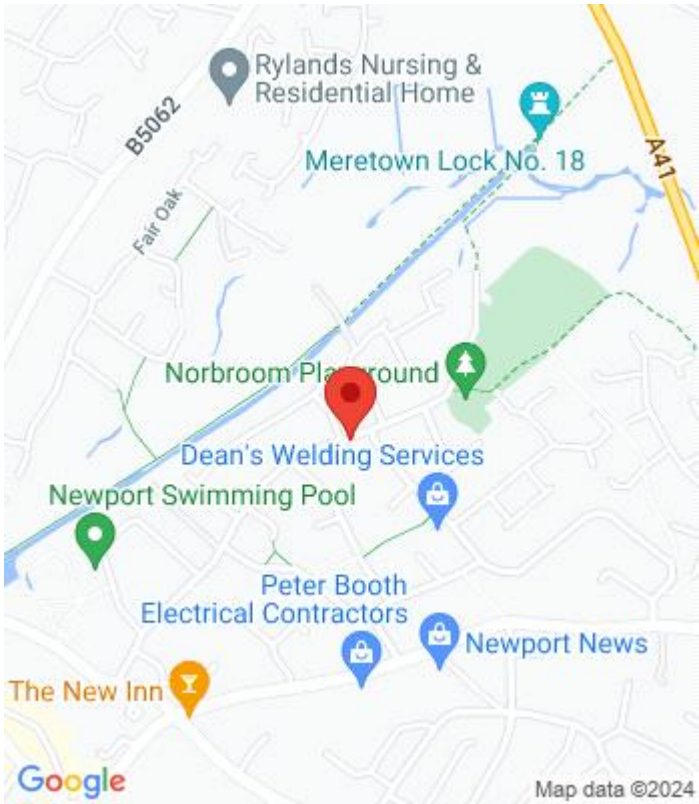 Rylands Nursing &
Residential Home
B5062
Meretown Lock No. 18
A41
Fair Oak
Norbroom Playground
Dean's Welding Services
Newport Swimming Pool
Peter Booth
Electrical Contractors
Newport News
The New Inn
Google
Map data ©2024